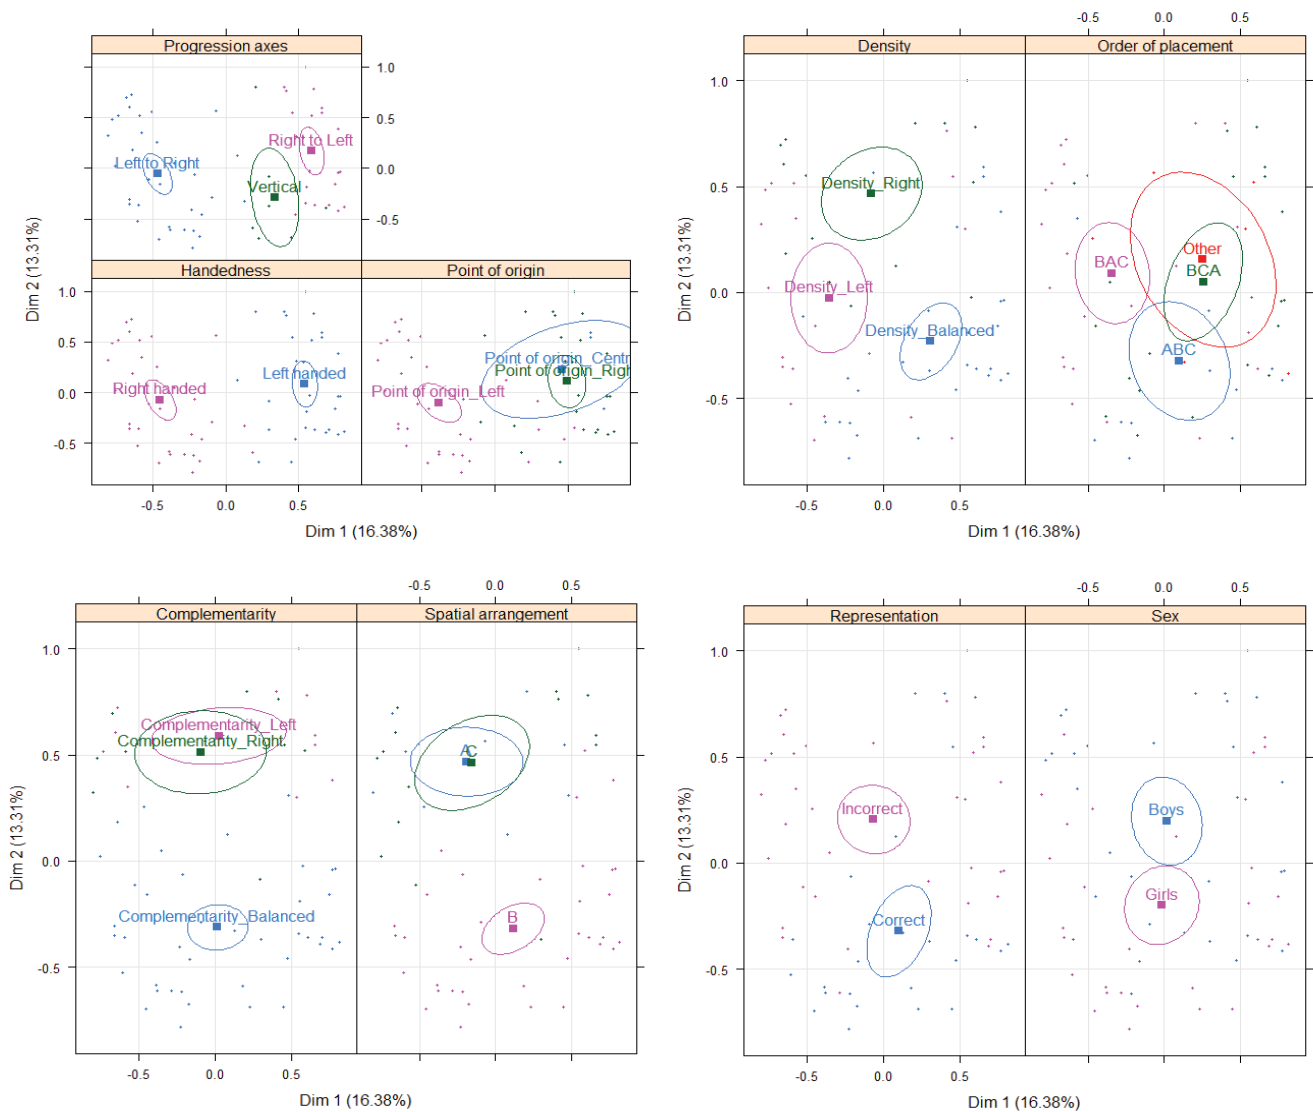 Progression axes
1.0
0.5
0.0
-0.5
Left to Right
Vertical
Right to Left
Handedness
Point of origin
1.0
0.5
0.0
-0.5
Right handed
Left handed
Point of origin_Left
Point of origin_Centr
Point of origin_Righ
-0.5
0.0
0.5
Dim 1 (16.38%)
Dim 2 (13.31%)
-0.5
0.0
0.5
Density
Order of placement
1.0
0.5
0.0
-0.5
Density_Right
Density_Left
Density_Balanced
Other
BAC
BCA
ABC
-0.5
0.0
0.5
Dim 1 (16.38%)
Dim 2 (13.31%)
-0.5
0.0
0.5
Complementarity
Spatial arrangement
1.0
0.5
0.0
-0.5
Complementarity_Left
Complementarity_Right
Complementarity_Balanced
A
C
B
0.0
0.5
Dim 1 (16.38%)
Dim 2 (13.31%)
-0.5
0.0
0.5
Representation
Sex
1.0
0.5
0.0
-0.5
Incorrect
Correct
Boys
Girls
0.0
0.5
Dim 1 (16.38%)
Dim 2 (13.31%)